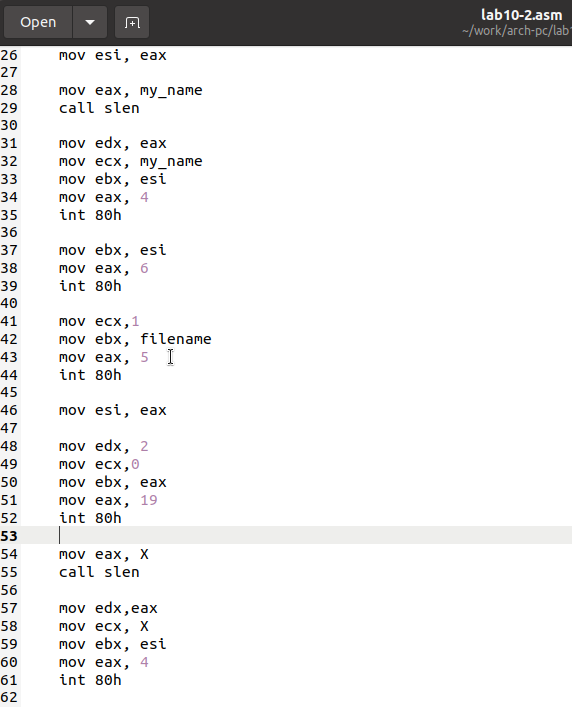 Open
lab10-2.asm
~/work/arch-pc/lab
26 mov esi, eax
27
28 mov eax, my_name
29 call slen
30
31 mov edx, eax
32 mov ecx, my_name
33 mov ebx, esi
34 mov eax, 4
35 int 80h
36
37 mov ebx, esi
38 mov eax, 6
39 int 80h
40
41 mov ecx,1
42 mov ebx, filename
43 mov eax, 5
44 int 80h
45
46 mov esi, eax
47
48 mov edx, 2
49 mov ecx,0
50 mov ebx, eax
51 mov eax, 19
52 int 80h
53
54 mov eax, X
55 call slen
56
57 mov edx,eax
58 mov ecx, X
59 mov ebx, esi
60 mov eax, 4
61 int 80h
62